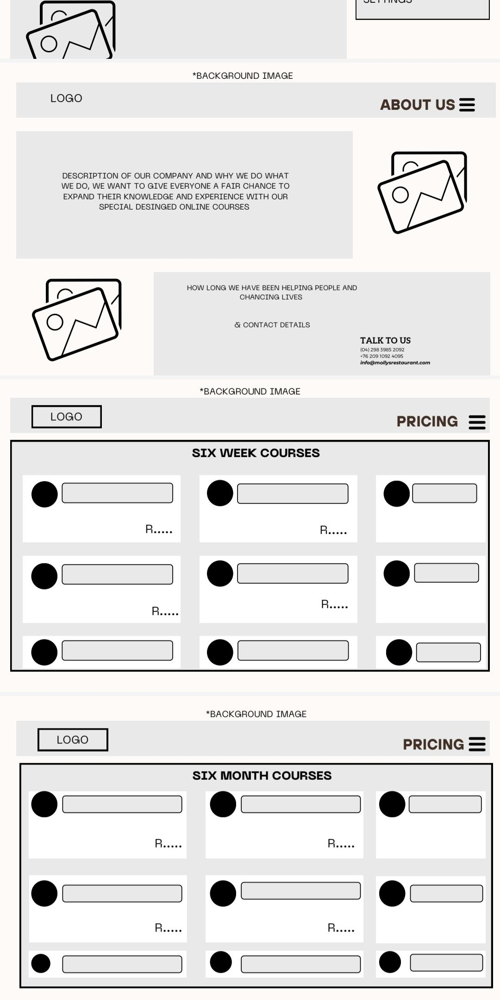 SETTINGS
*BACKGROUND IMAGE
LOGO
ABOUT US
DESCRIPTION OF OUR COMPANY AND WHY WE DO WHAT
WE DO, WE WANT TO GIVE EVERYONE A FAIR CHANCE TO
EXPAND THEIR KNOWLEDGE AND EXPERIENCE WITH OUR
SPECIAL DESINGED ONLINE COURSES
HOW LONG WE HAVE BEEN HELPING PEOPLE AND
CHANCING LIVES
& CONTACT DETAILS
TALK TO US
(04) 298 3985 2092
+76 209 1092 4095
info@mollysrestaurant.com
*BACKGROUND IMAGE
LOGO
PRICING
SIX WEEK COURSES
R.....
R.....
R.....
R.....
*BACKGROUND IMAGE
LOGO
PRICING
SIX MONTH COURSES
R.....
R.....
R.....
R.....